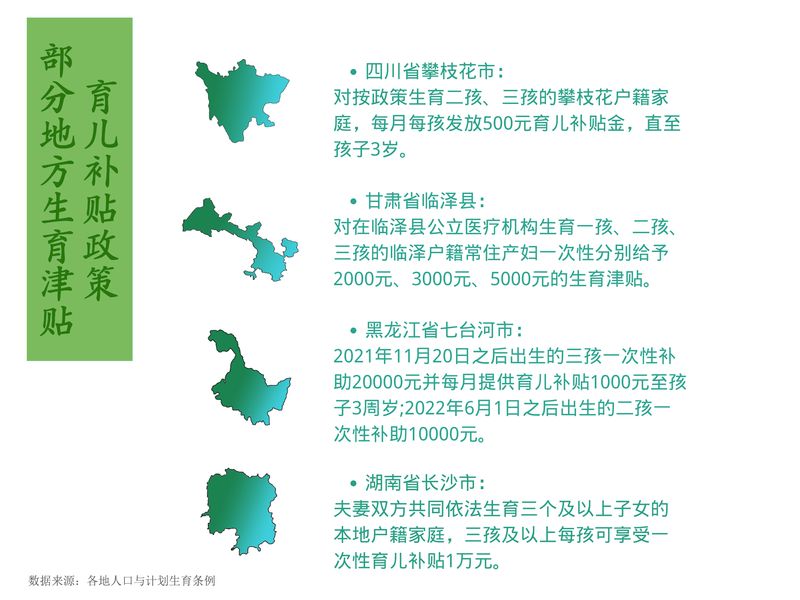 部分地方生育津贴
育儿补贴政策
• 四川省攀枝花市：
对按政策生育二孩、三孩的攀枝花户籍家
庭，每月每孩发放500元育儿补贴金，直至
孩子3岁。
• 甘肃省临泽县：
对在临泽县公立医疗机构生育一孩、二孩、
三孩的临泽户籍常住产妇一次性分别给予
2000元、3000元、5000元的生育津贴。
• 黑龙江省七台河市：
2021年11月20日之后出生的三孩一次性补
助20000元并每月提供育儿补贴1000元至孩
子3周岁;2022年6月1日之后出生的二孩一
次性补助10000元。
• 湖南省长沙市：
夫妻双方共同依法生育三个及以上子女的
本地户籍家庭，三孩及以上每孩可享受一
次性育儿补贴1万元。
数据来源：各地人口与计划生育条例